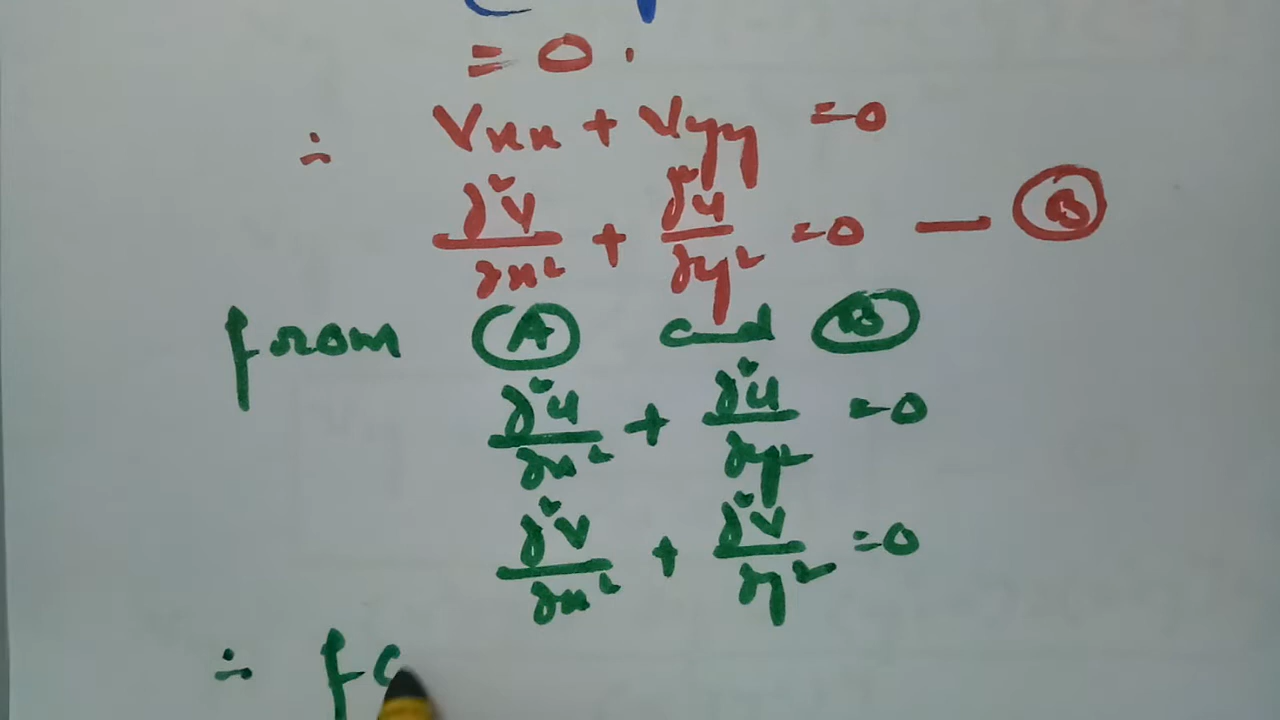 = 0 .
∴ Vxx + Vyy = 0
∂²v/∂x² + ∂²u/∂y² = 0 — Ⓑ
from Ⓐ and Ⓑ
∂²u/∂x² + ∂²u/∂y² = 0
∂²v/∂x² + ∂²v/∂y² = 0
∴ f(